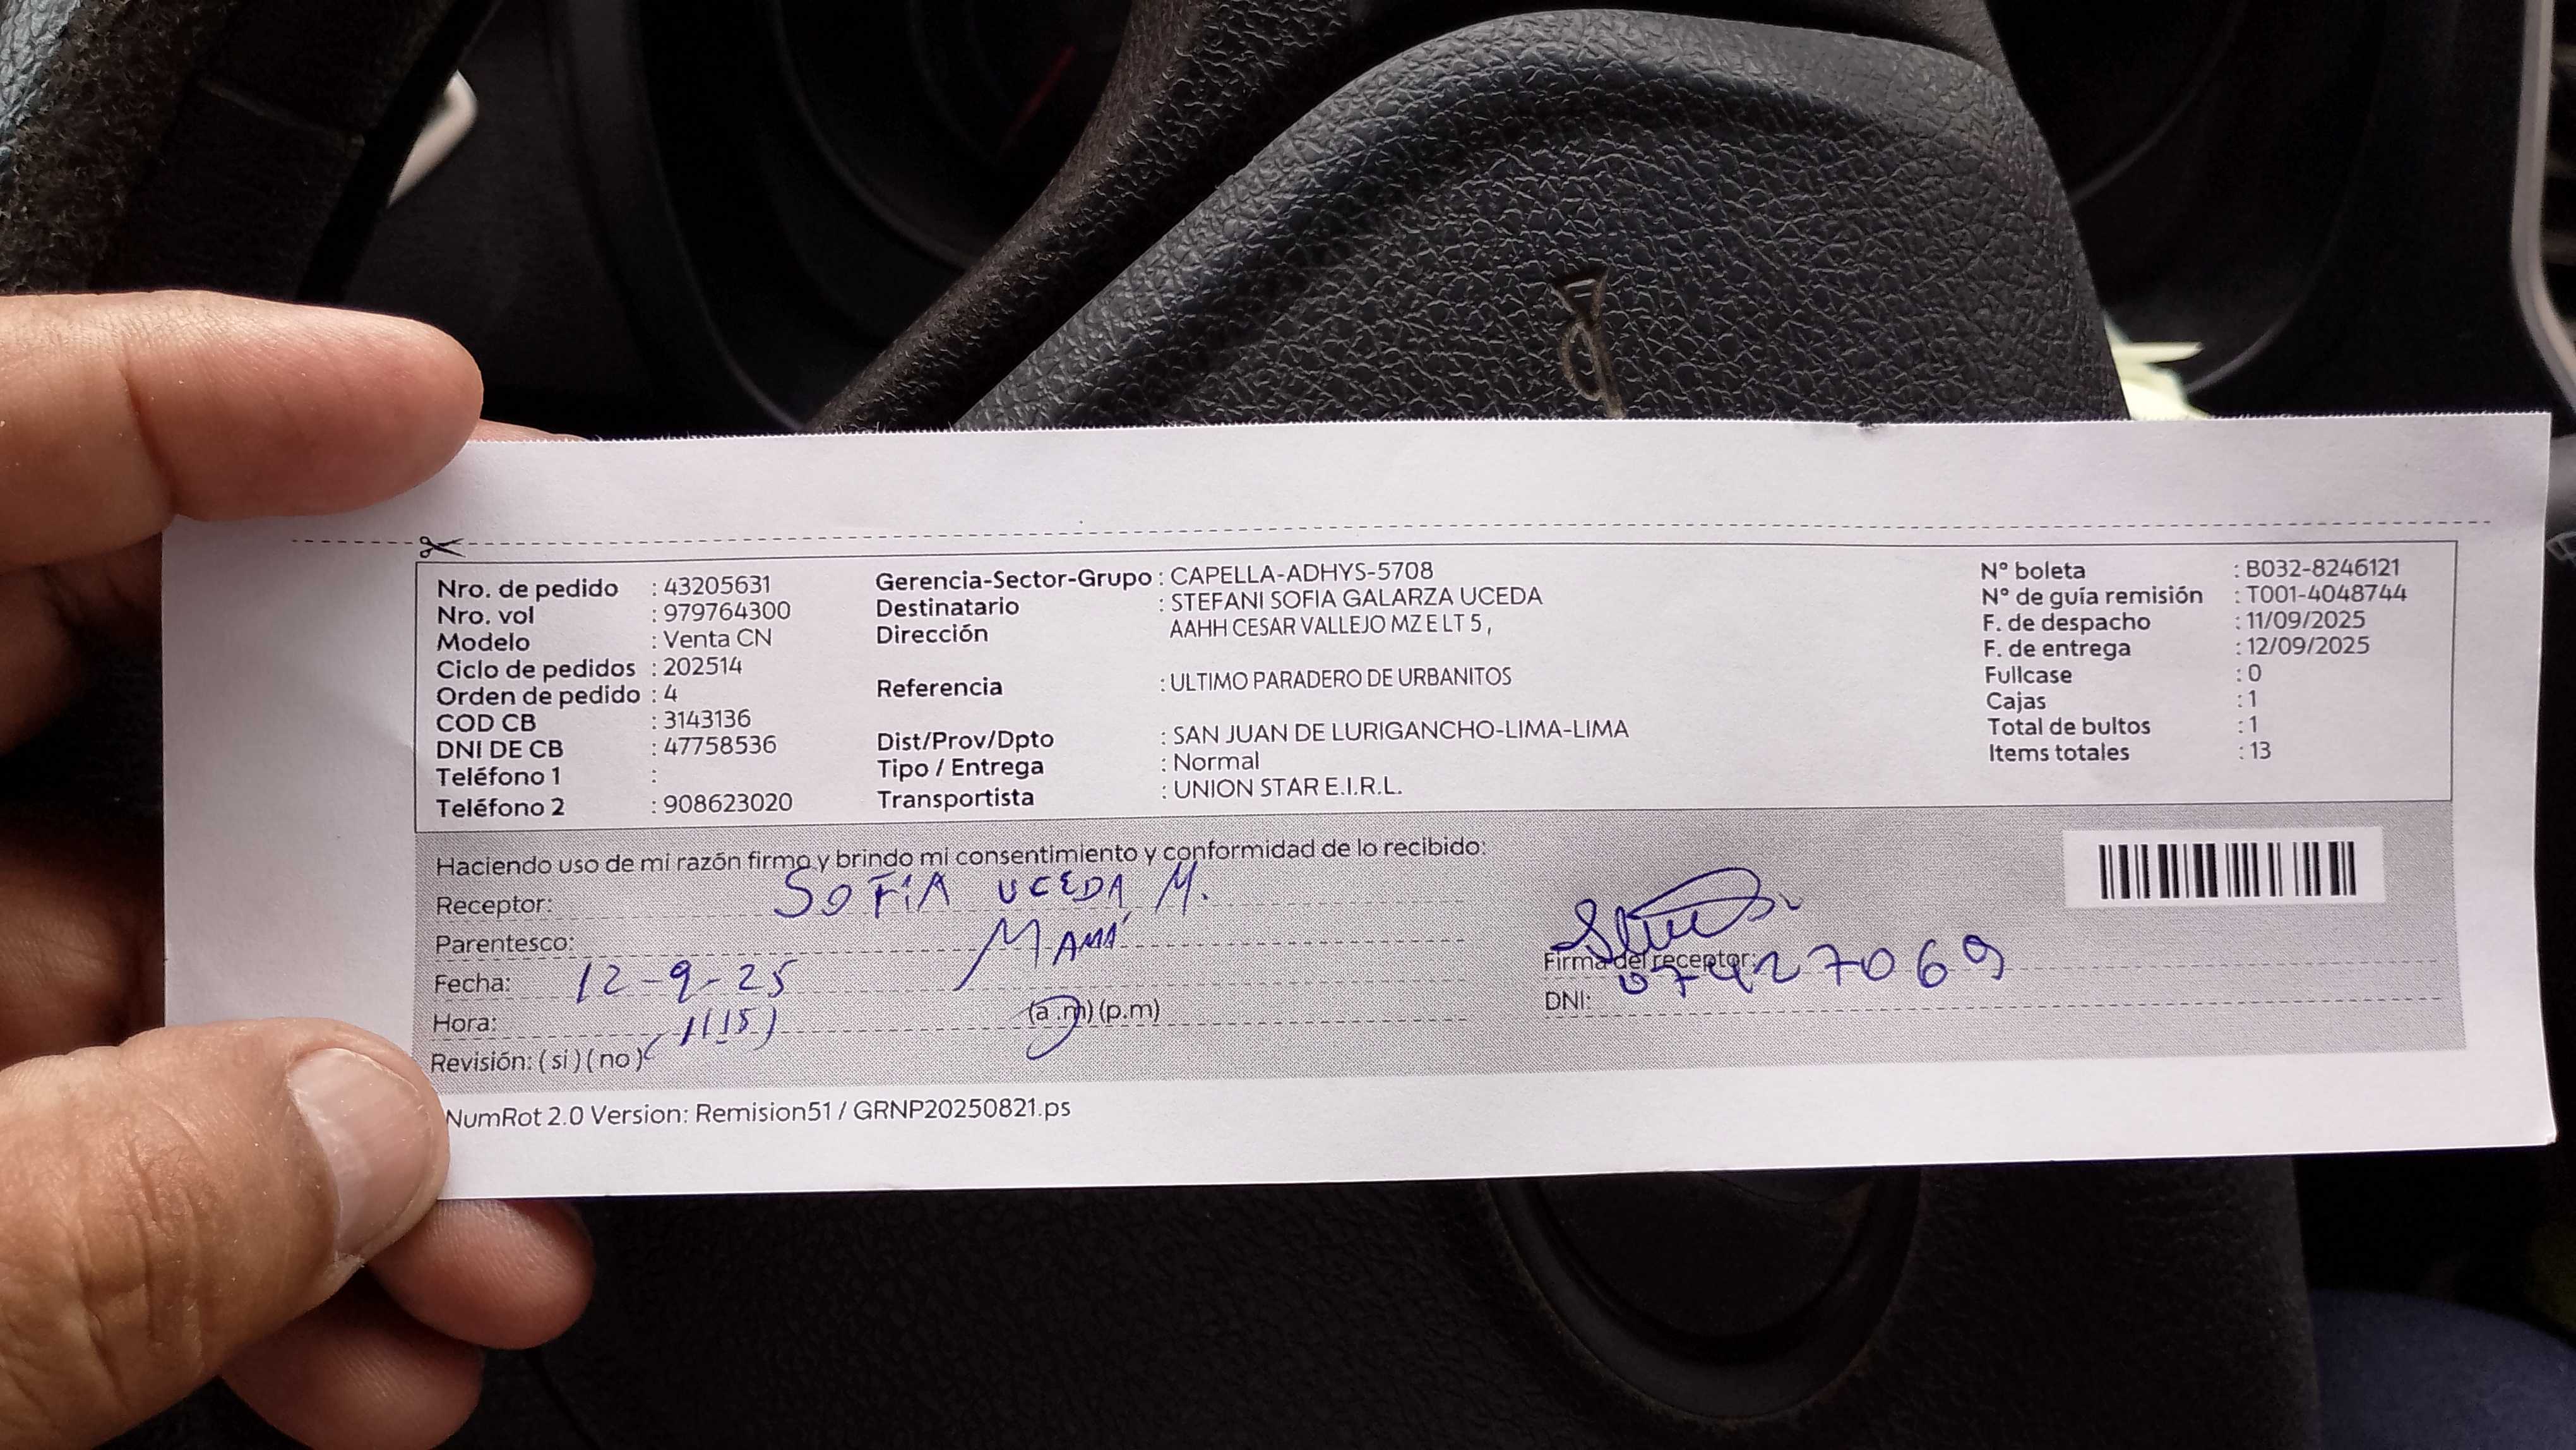 Nro. de pedido : 43205631
Nro. vol : 979764300
Modelo : Venta CN
Ciclo de pedidos : 202514
Orden de pedido : 4
COD CB : 3143136
DNI DE CB : 47758536
Teléfono 1 :
Teléfono 2 : 908623020
Gerencia-Sector-Grupo : CAPELLA-ADHYS-5708
Destinatario : STEFANI SOFIA GALARZA UCEDA
Dirección AAHH CESAR VALLEJO MZ E LT 5 ,
Referencia : ULTIMO PARADERO DE URBANITOS
Dist/Prov/Dpto : SAN JUAN DE LURIGANCHO-LIMA-LIMA
Tipo / Entrega : Normal
Transportista : UNION STAR E.I.R.L.
N° boleta : B032-8246121
N° de guía remisión : T001-4048744
F. de despacho : 11/09/2025
F. de entrega : 12/09/2025
Fullcase : 0
Cajas : 1
Total de bultos : 1
Items totales : 13
Haciendo uso de mi razón firmo y brindo mi consentimiento y conformidad de lo recibido:
Receptor: SOFIA UCEDA M.
Parentesco: MAMÁ
Fecha: 12-9-25
Hora: 1115 (a.m) (p.m)
Revisión: ( si ) ( no )
Firma del receptor:
DNI: 07427069
NumRot 2.0 Version: Remision51 / GRNP20250821.ps